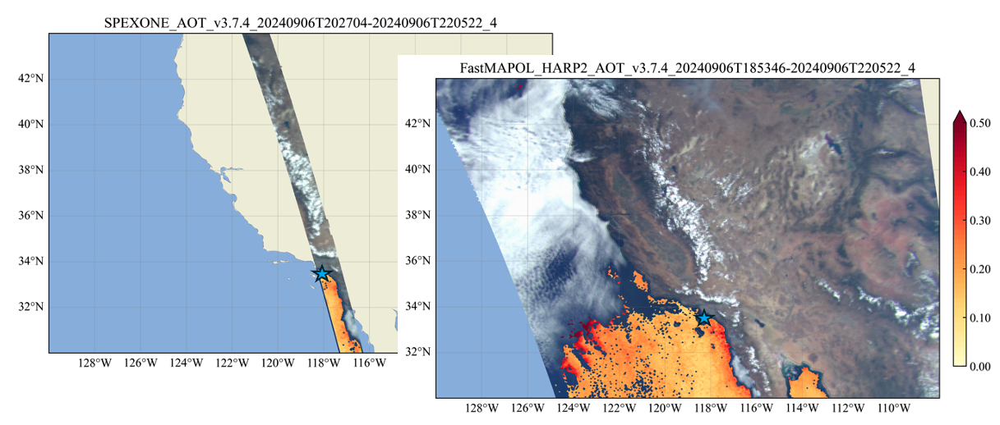 SPEXONE_AOT_v3.7.4_20240906T202704-20240906T220522_4
42°N
40°N
38°N
36°N
34°N
32°N
128°W 126°W 124°W 122°W 120°W 118°W 116°W
FastMAPOL_HARP2_AOT_v3.7.4_20240906T185346-20240906T220522_4
42°N
40°N
38°N
36°N
34°N
32°N
128°W 126°W 124°W 122°W 120°W 118°W 116°W 114°W 112°W 110°W
0.50
0.40
0.30
0.20
0.10
0.00